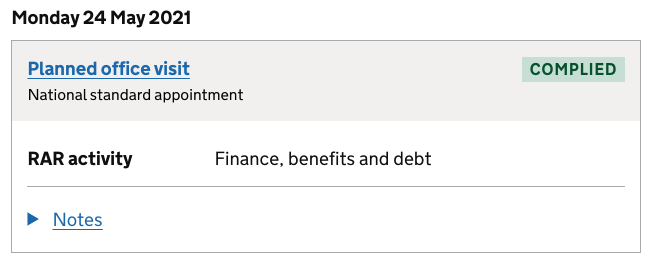 Monday 24 May 2021
Planned office visit
COMPLIED
National standard appointment
RAR activity
Finance, benefits and debt
Notes